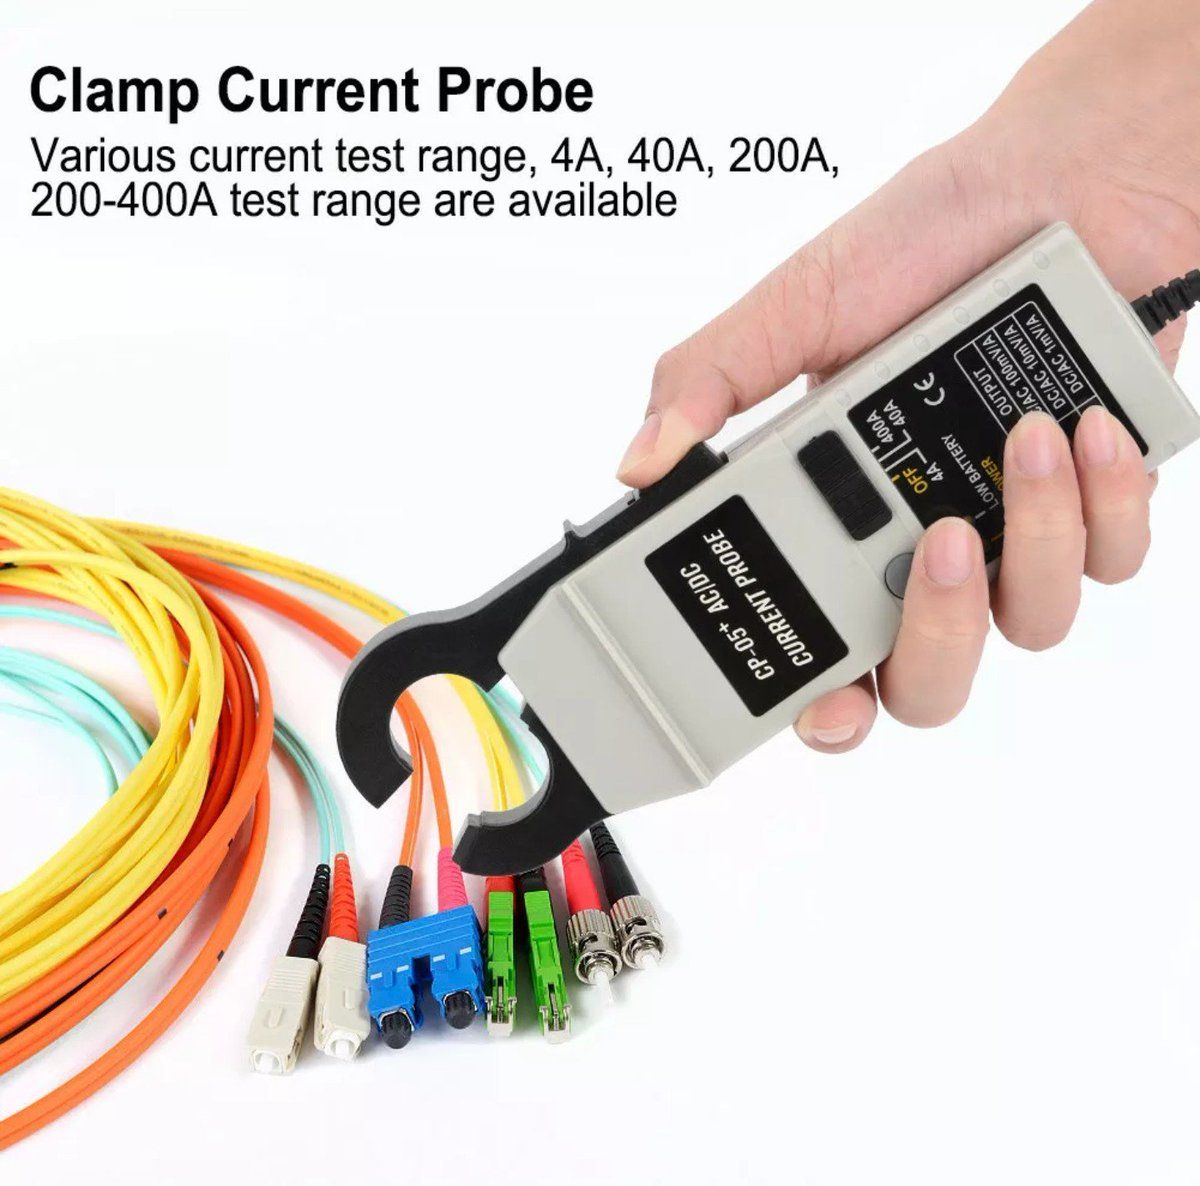 Clamp Current Probe
Various current test range, 4A, 40A, 200A,
200-400A test range are available
OUTPUT
DC/AC 100mV/A
DC/AC 10mV/A
DC/AC 1mV/A
CE
400A
40A
OFF
4A
LOW BATTERY
CP-05+ AC/DC
CURRENT PROBE